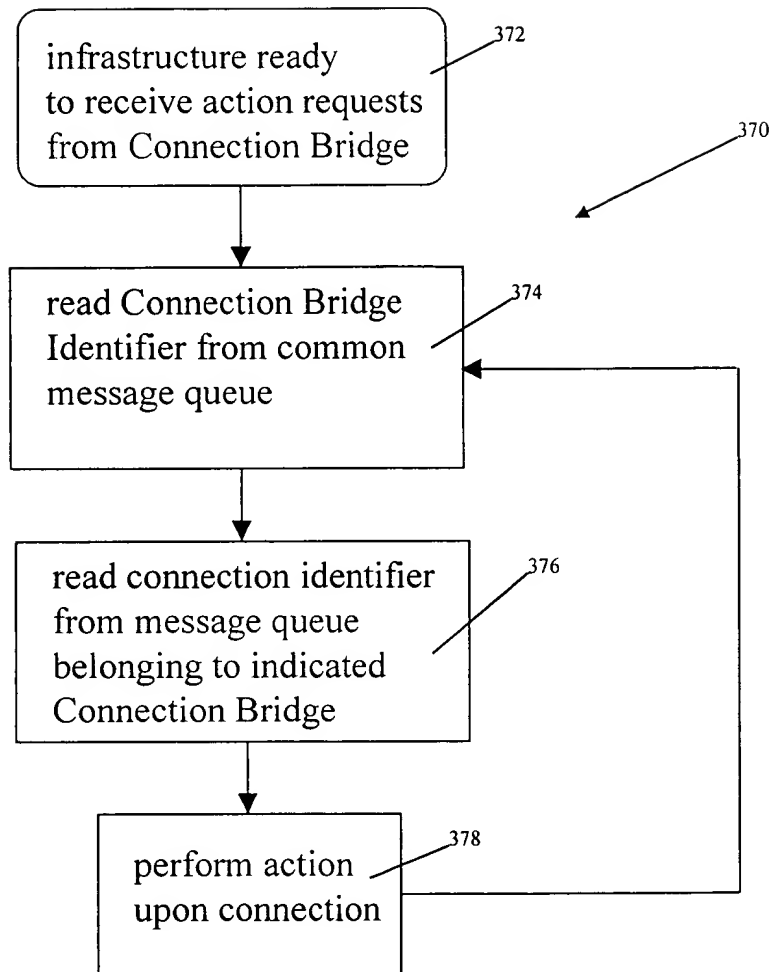 372
infrastructure ready
to receive action requests
from Connection Bridge
370
374
read Connection Bridge
Identifier from common
message queue
376
read connection identifier
from message queue
belonging to indicated
Connection Bridge
378
perform action
upon connection